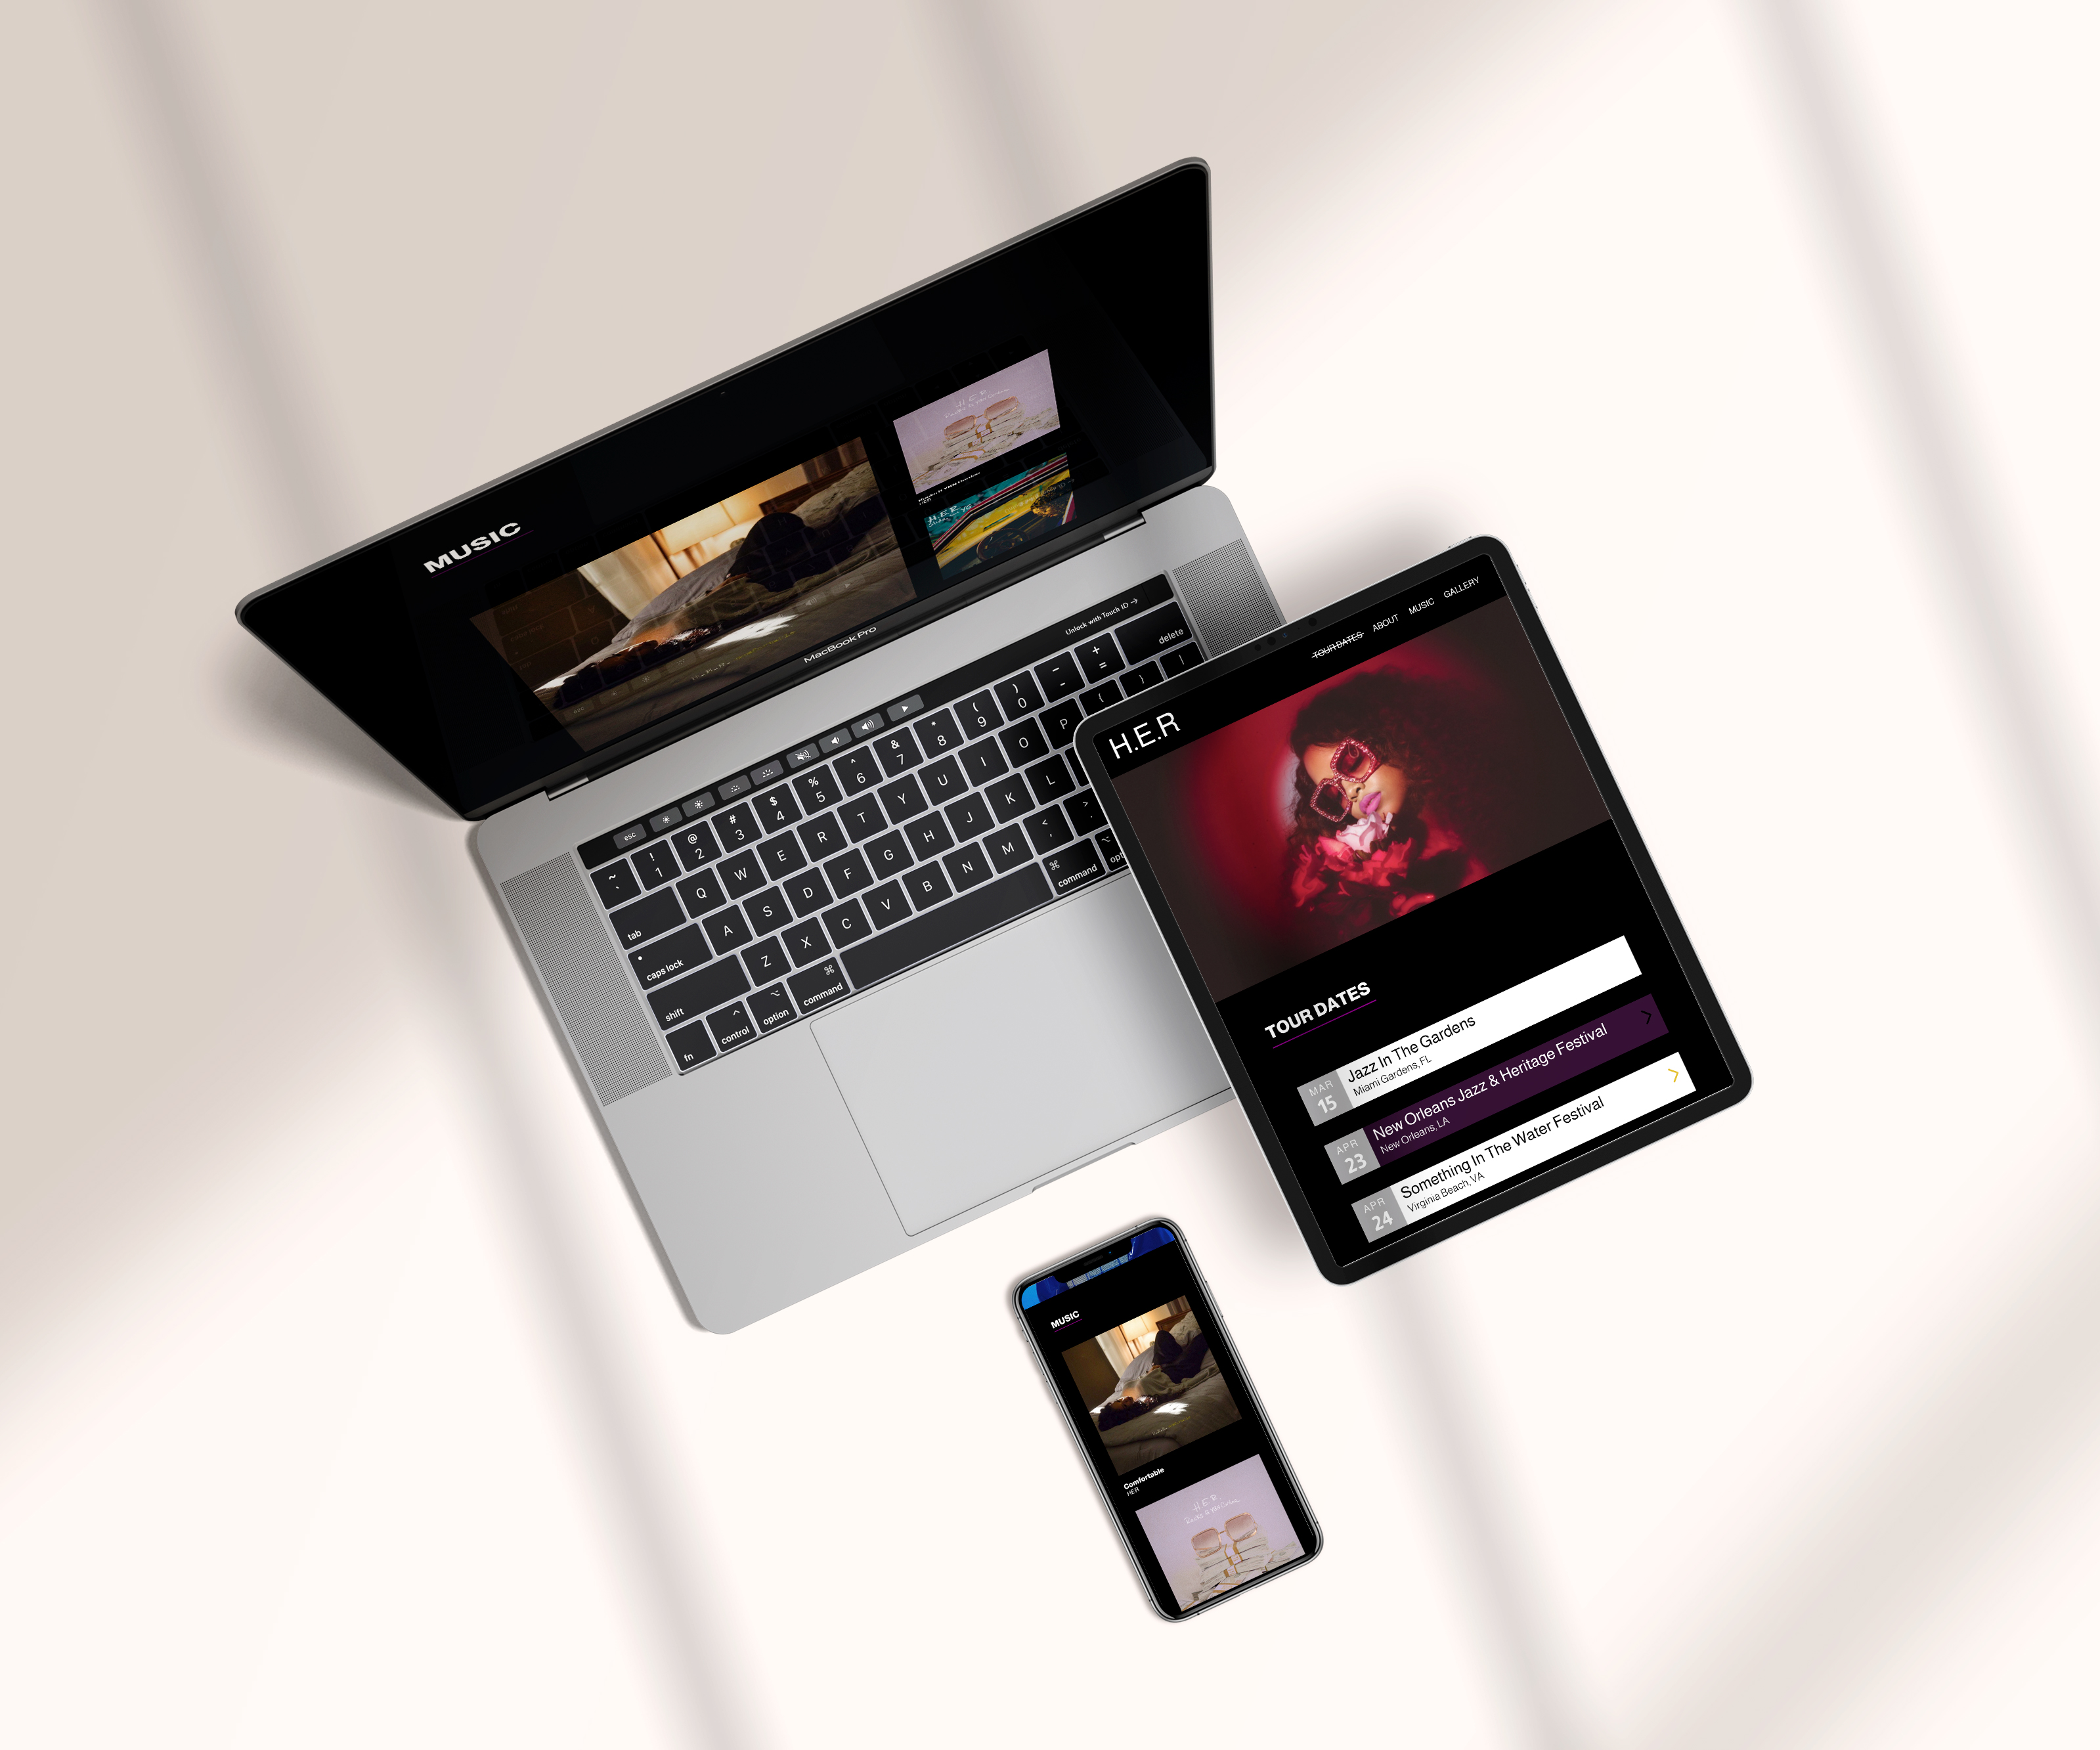 MUSIC
H.E.R
H.E.R
MacBook Pro
Unlock with Touch ID →
esc
~ ! @ # $ % ^ & * ( ) _ +
` 1 2 3 4 5 6 7 8 9 0 - = delete
tab Q W E R T Y U I O P { } |
caps lock A S D F G H J K L
shift Z X C V B N M < , > .
fn control option command command
H.E.R
TOUR DATES ABOUT MUSIC GALLERY
TOUR DATES
MAR
15
Jazz In The Gardens
Miami Gardens, FL
APR
23
New Orleans Jazz & Heritage Festival
New Orleans, LA
APR
24
Something In The Water Festival
Virginia Beach, VA
MUSIC
Comfortable
HER
H.E.R